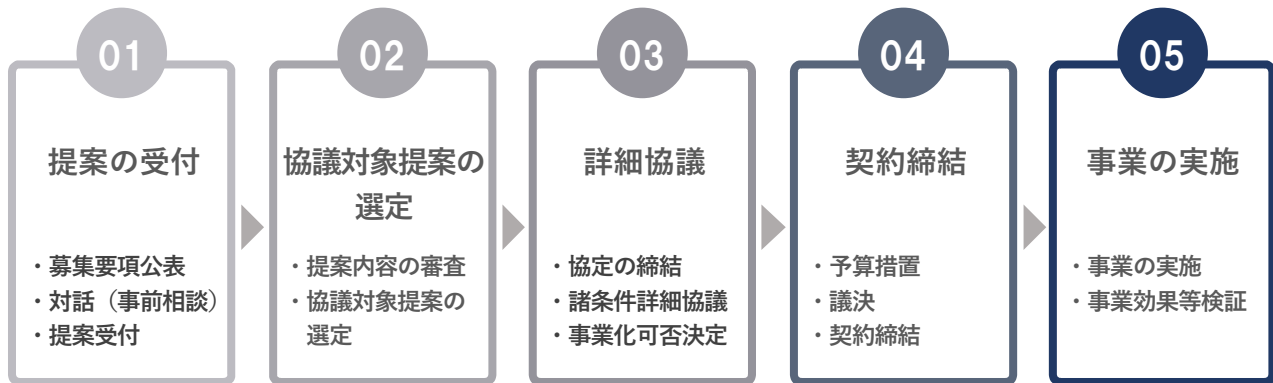 01
提案の受付
・募集要項公表
・対話（事前相談）
・提案受付
02
協議対象提案の
選定
・提案内容の審査
・協議対象提案の
選定
03
詳細協議
・協定の締結
・諸条件詳細協議
・事業化可否決定
04
契約締結
・予算措置
・議決
・契約締結
05
事業の実施
・事業の実施
・事業効果等検証